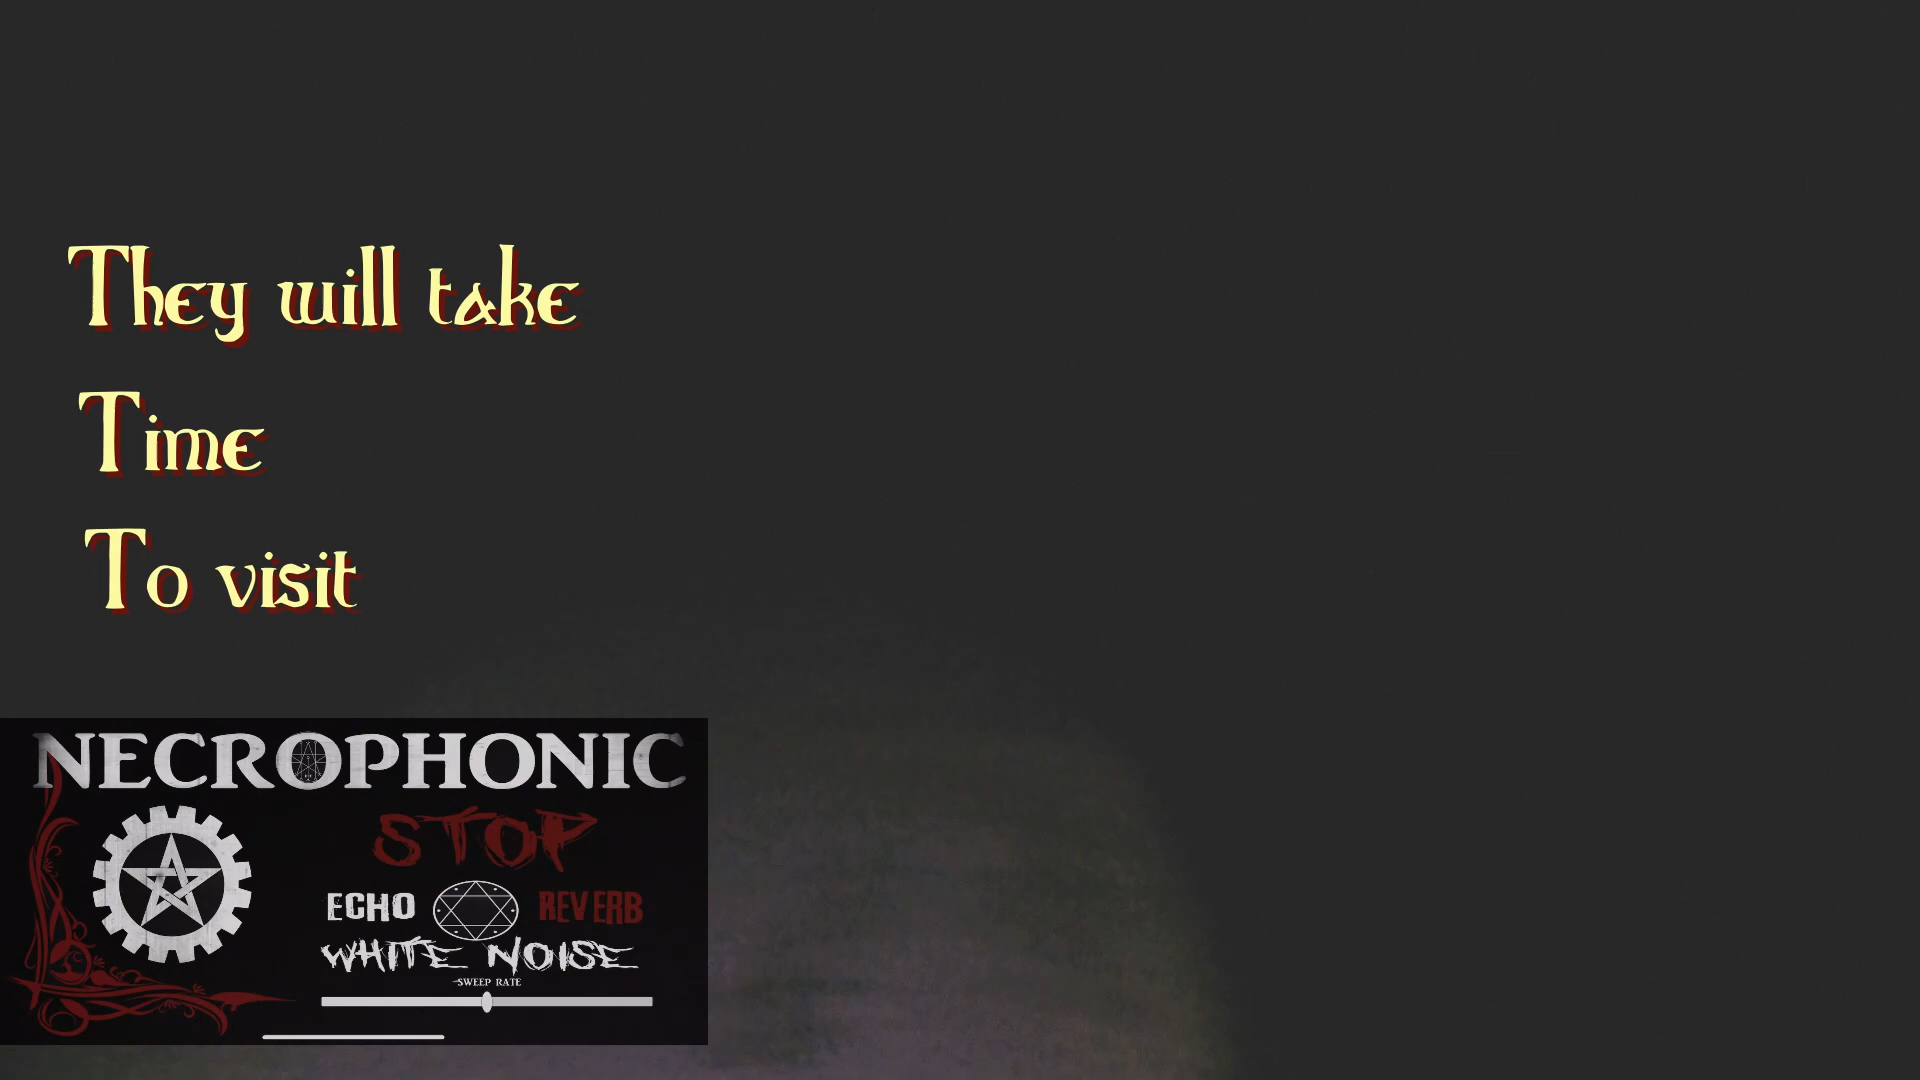 They will take
Time
To visit
NECROPHONIC
STOP
ECHO REVERB
WHITE NOISE
SWEEP RATE